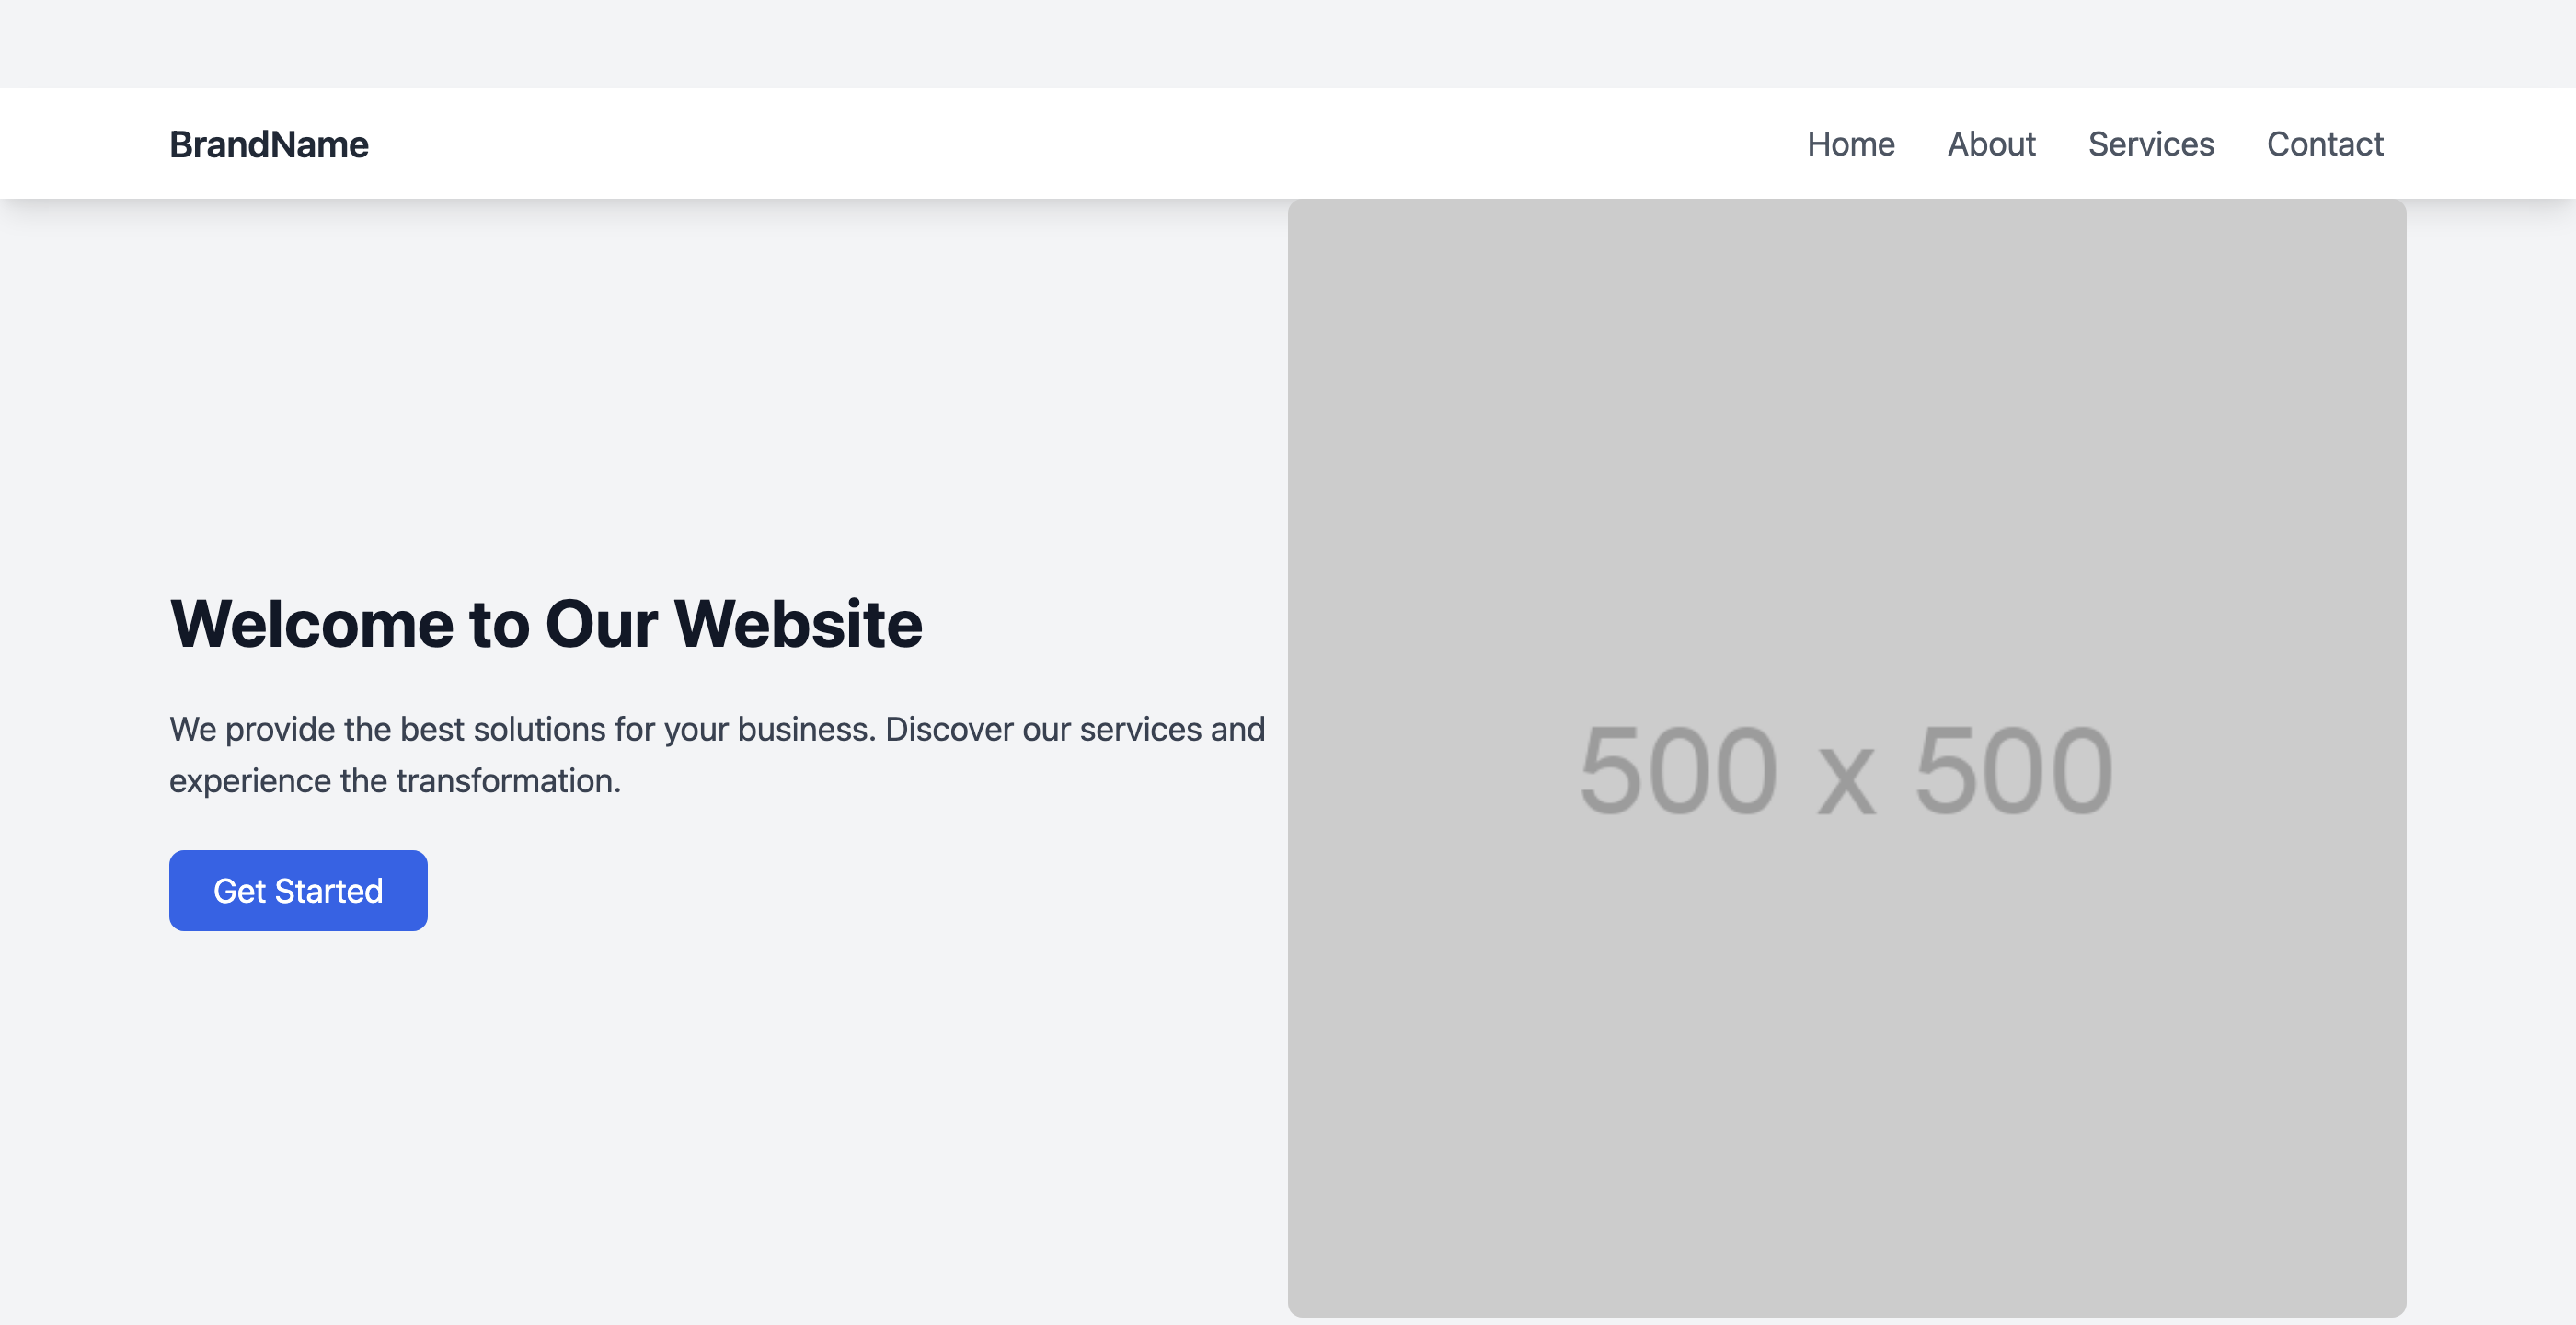 BrandName
Home About Services Contact
Welcome to Our Website
We provide the best solutions for your business. Discover our services and
experience the transformation.
Get Started
500 x 500